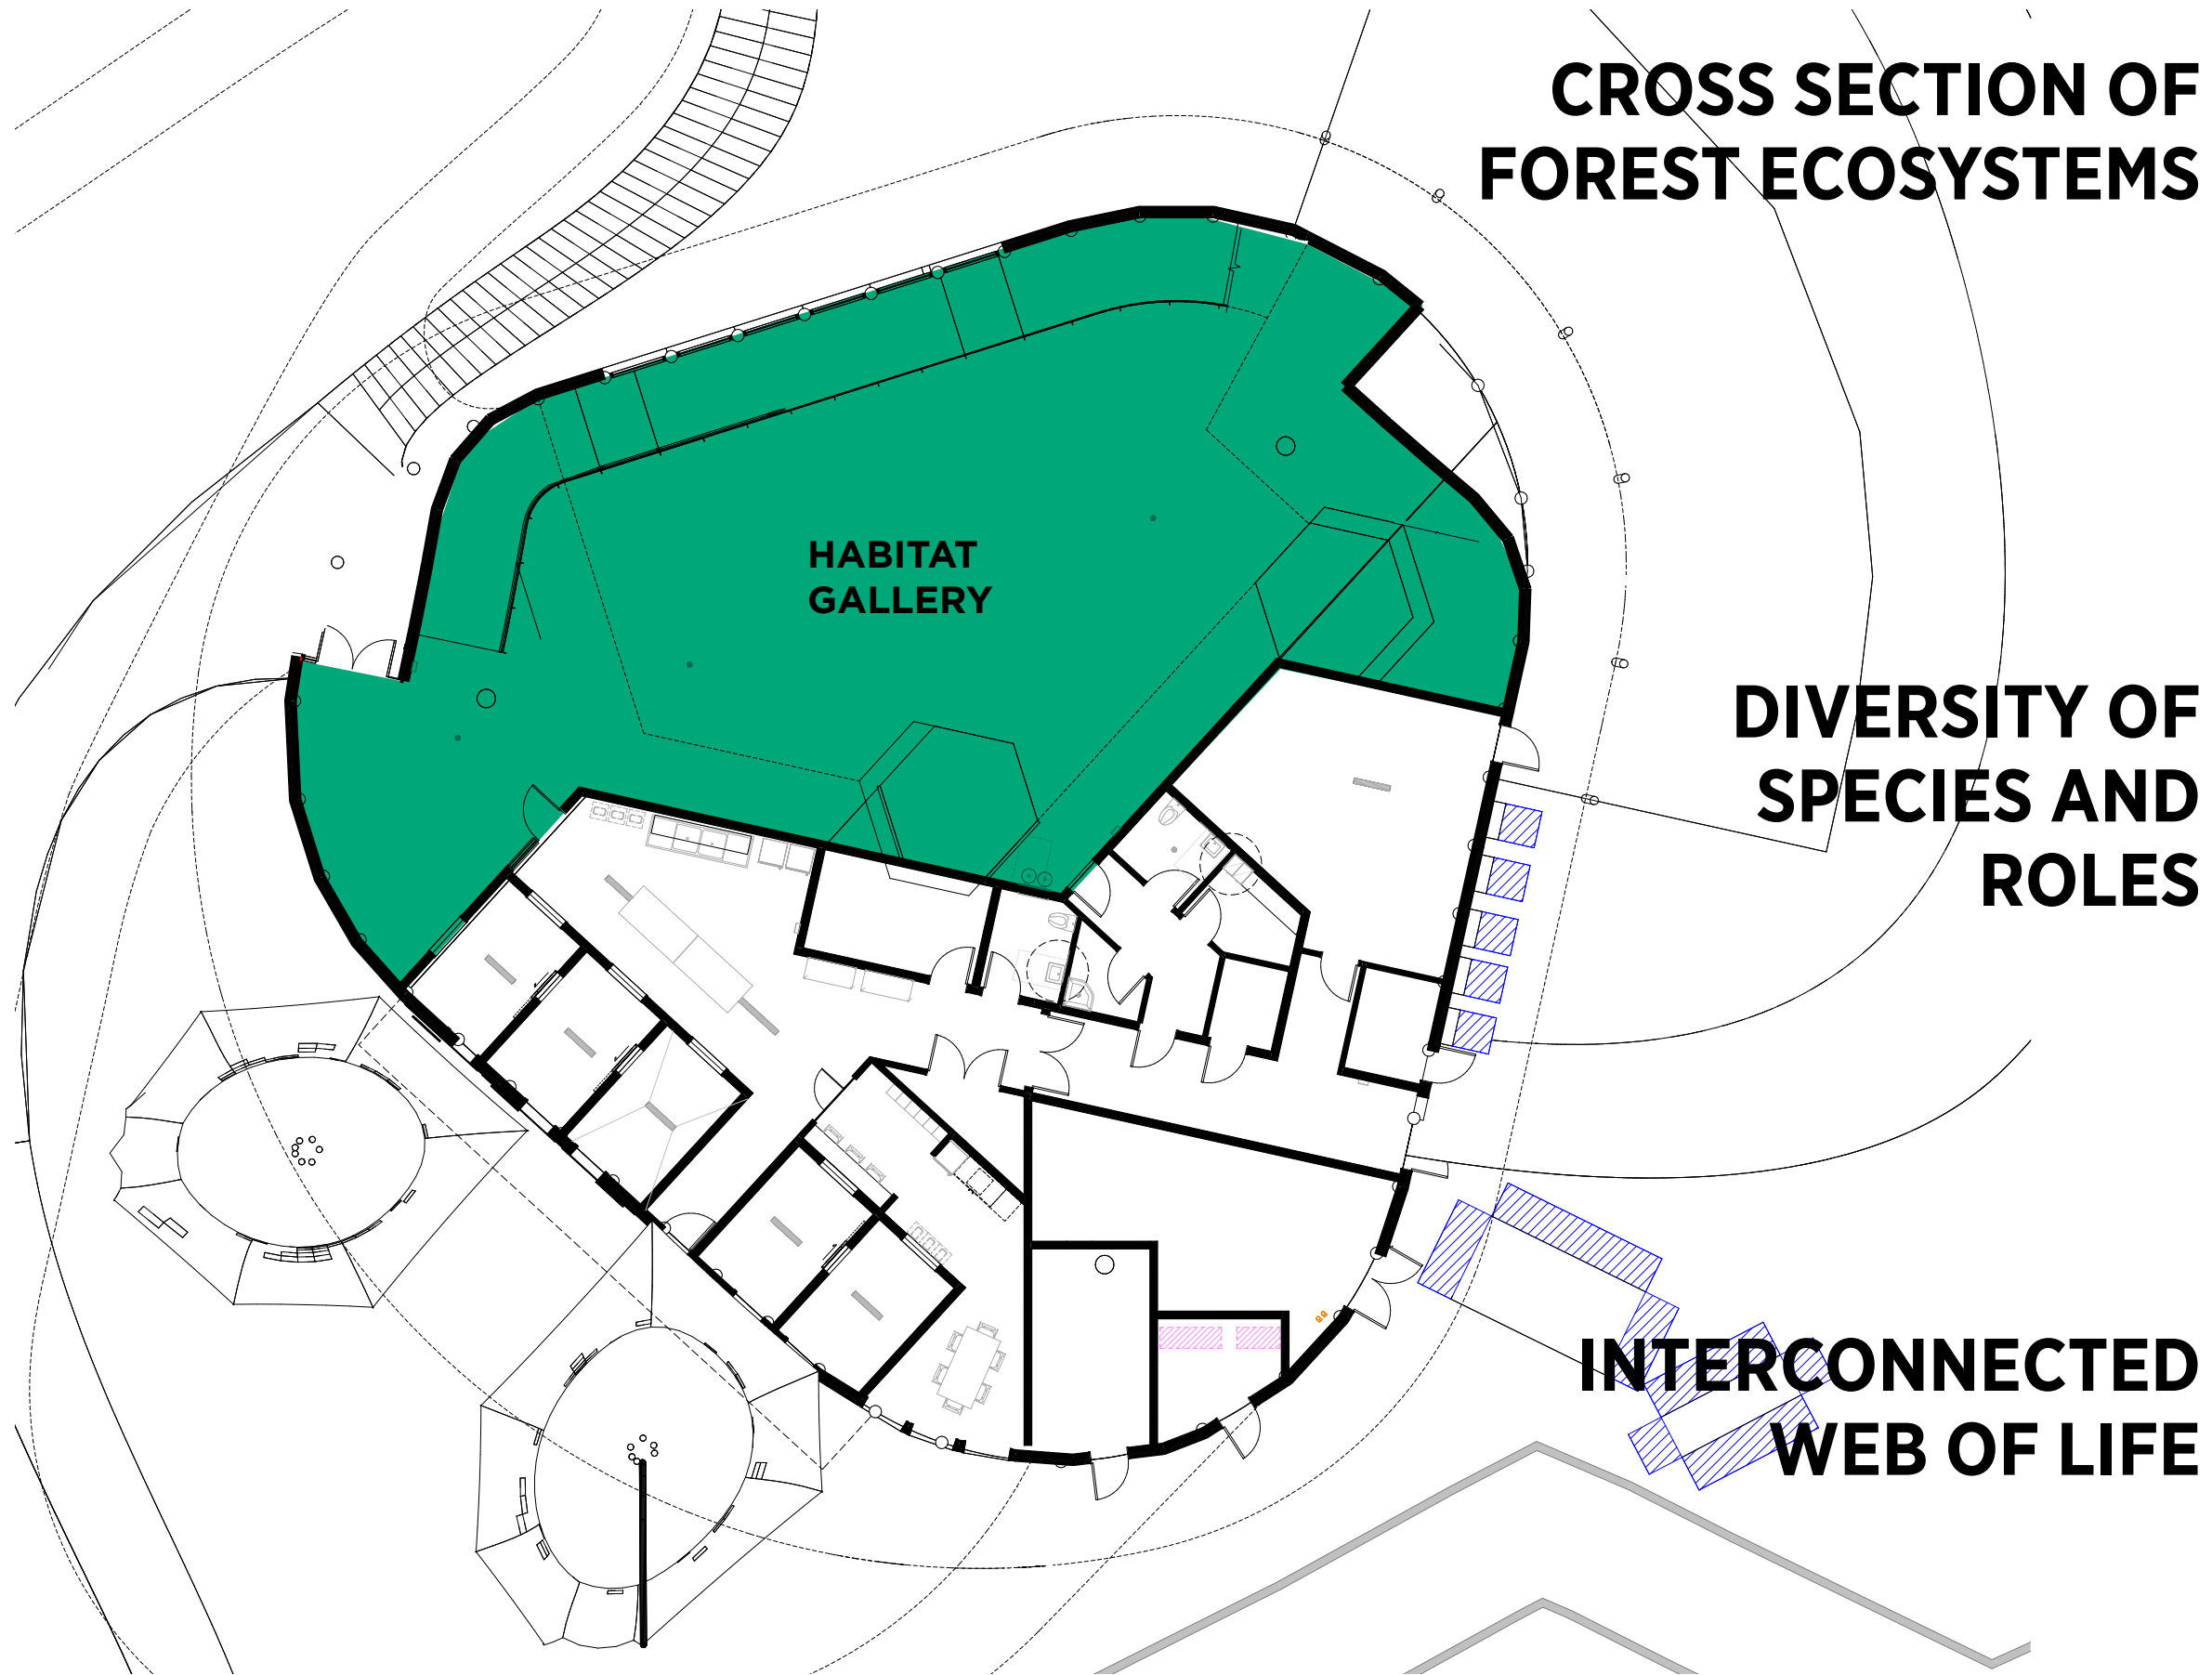 CROSS SECTION OF
FOREST ECOSYSTEMS
HABITAT
GALLERY
DIVERSITY OF
SPECIES AND
ROLES
INTERCONNECTED
WEB OF LIFE